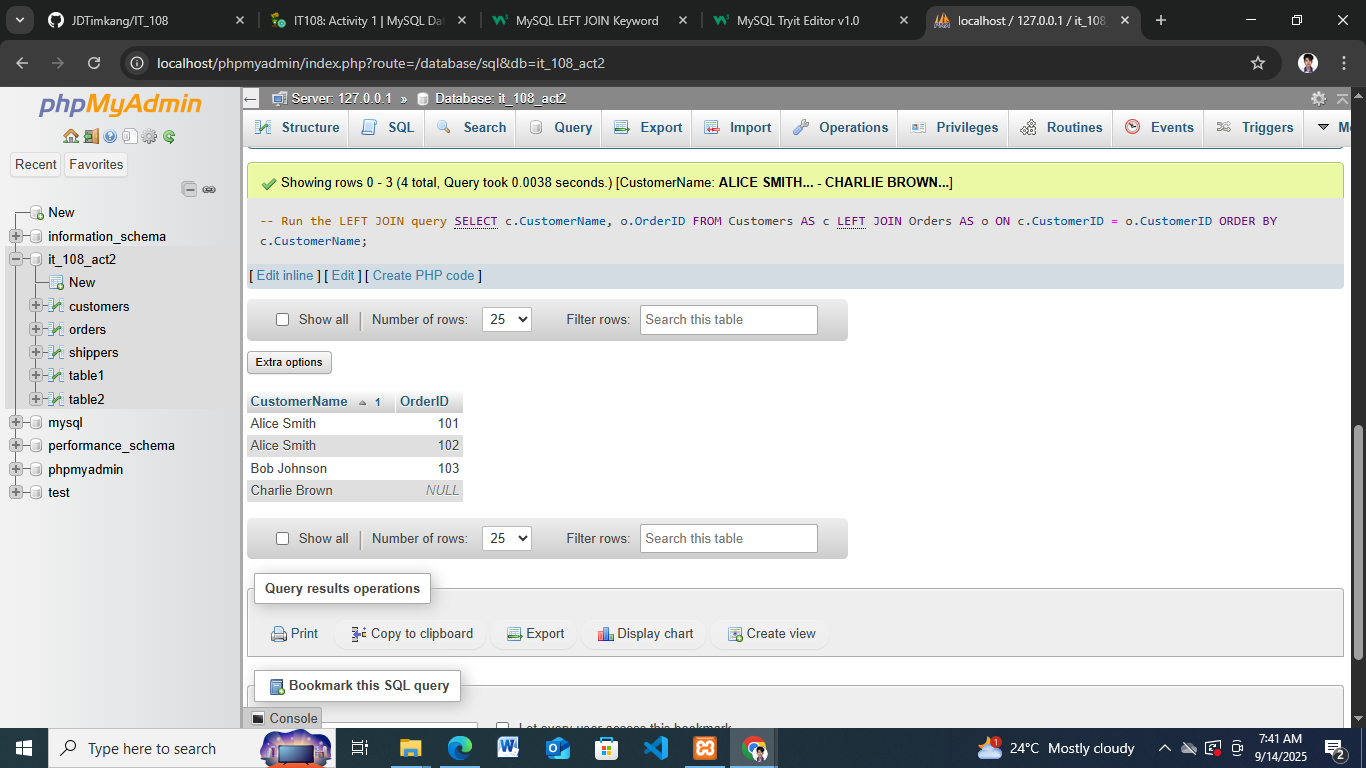 JDTimkang/IT_108
IT108: Activity 1 | MySQL Dat
MySQL LEFT JOIN Keyword
MySQL Tryit Editor v1.0
localhost / 127.0.0.1 / it_108
localhost/phpmyadmin/index.php?route=/database/sql&db=it_108_act2
phpMyAdmin
Recent
Favorites
New
information_schema
it_108_act2
New
customers
orders
shippers
table1
table2
mysql
performance_schema
phpmyadmin
test
Server: 127.0.0.1 » Database: it_108_act2
Structure
SQL
Search
Query
Export
Import
Operations
Privileges
Routines
Events
Triggers
Mo
Showing rows 0 - 3 (4 total, Query took 0.0038 seconds.) [CustomerName: ALICE SMITH... - CHARLIE BROWN...]
-- Run the LEFT JOIN query SELECT c.CustomerName, o.OrderID FROM Customers AS c LEFT JOIN Orders AS o ON c.CustomerID = o.CustomerID ORDER BY
c.CustomerName;
[ Edit inline ] [ Edit ] [ Create PHP code ]
Show all | Number of rows: 25 Filter rows: Search this table
Extra options
CustomerName 1 OrderID
Alice Smith 101
Alice Smith 102
Bob Johnson 103
Charlie Brown NULL
Show all | Number of rows: 25 Filter rows: Search this table
Query results operations
Print
Copy to clipboard
Export
Display chart
Create view
Bookmark this SQL query
Console
Let every user access this bookmark
Type here to search
1
24°C Mostly cloudy
7:41 AM
9/14/2025
2